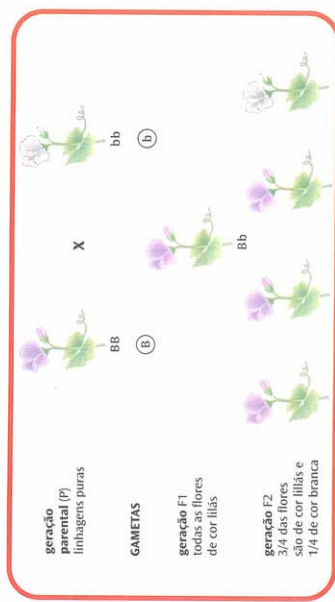 geração
parental (P)
linhagens puras
BB
X
bb
GAMETAS
B
b
geração F1
todas as flores
de cor lilás
Bb
geração F2
3/4 das flores
são de cor lillás e
1/4 de cor branca